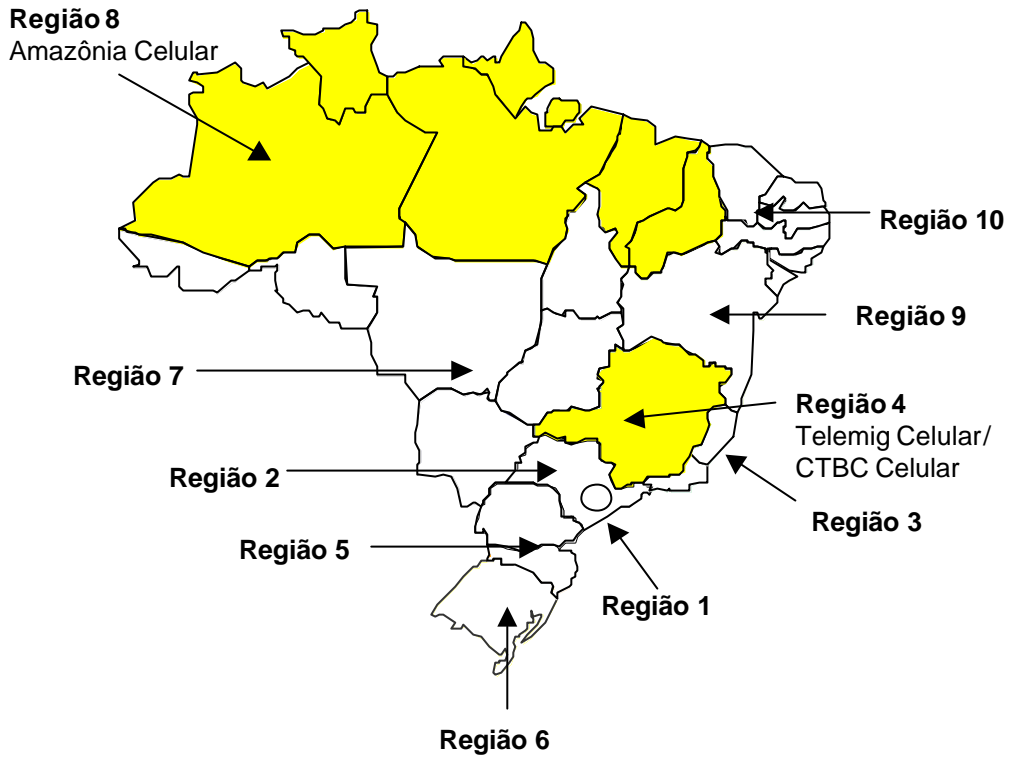 Região 8
Amazônia Celular
Região 10
Região 9
Região 7
Região 4
Telemig Celular/
CTBC Celular
Região 2
Região 3
Região 5
Região 1
Região 6